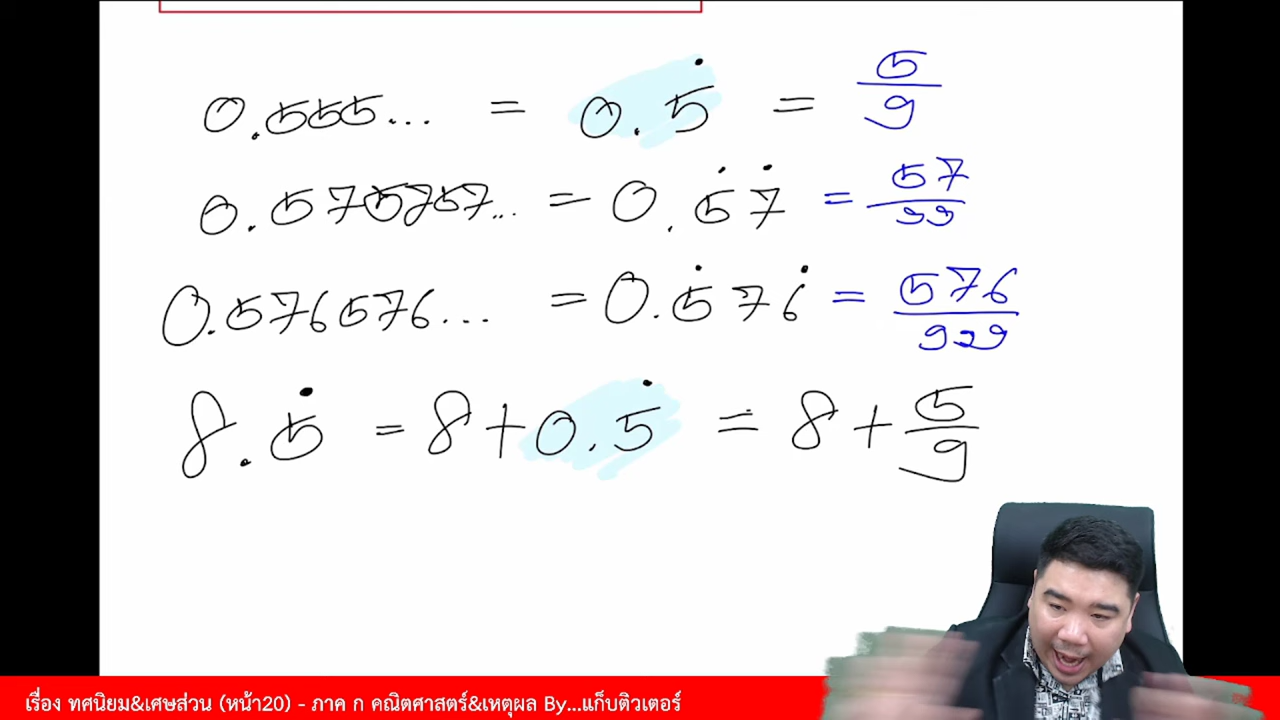 0.555... = 0.5̇ = 5/9
0.575757... = 0.5̇7̇ = 57/99
0.576576... = 0.5̇76̇ = 576/999
8.5̇ = 8+0.5̇ = 8+5/9
เรื่อง ทศนิยม&เศษส่วน (หน้า20) - ภาค ก คณิตศาสตร์&เหตุผล By...แก็บติวเตอร์